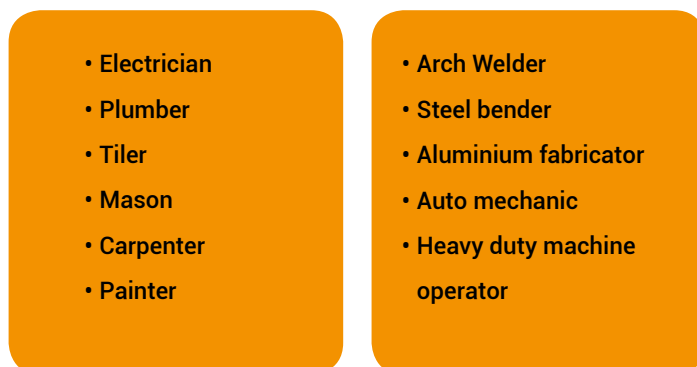 • Electrician
• Plumber
• Tiler
• Mason
• Carpenter
• Painter
• Arch Welder
• Steel bender
• Aluminium fabricator
• Auto mechanic
• Heavy duty machine
operator